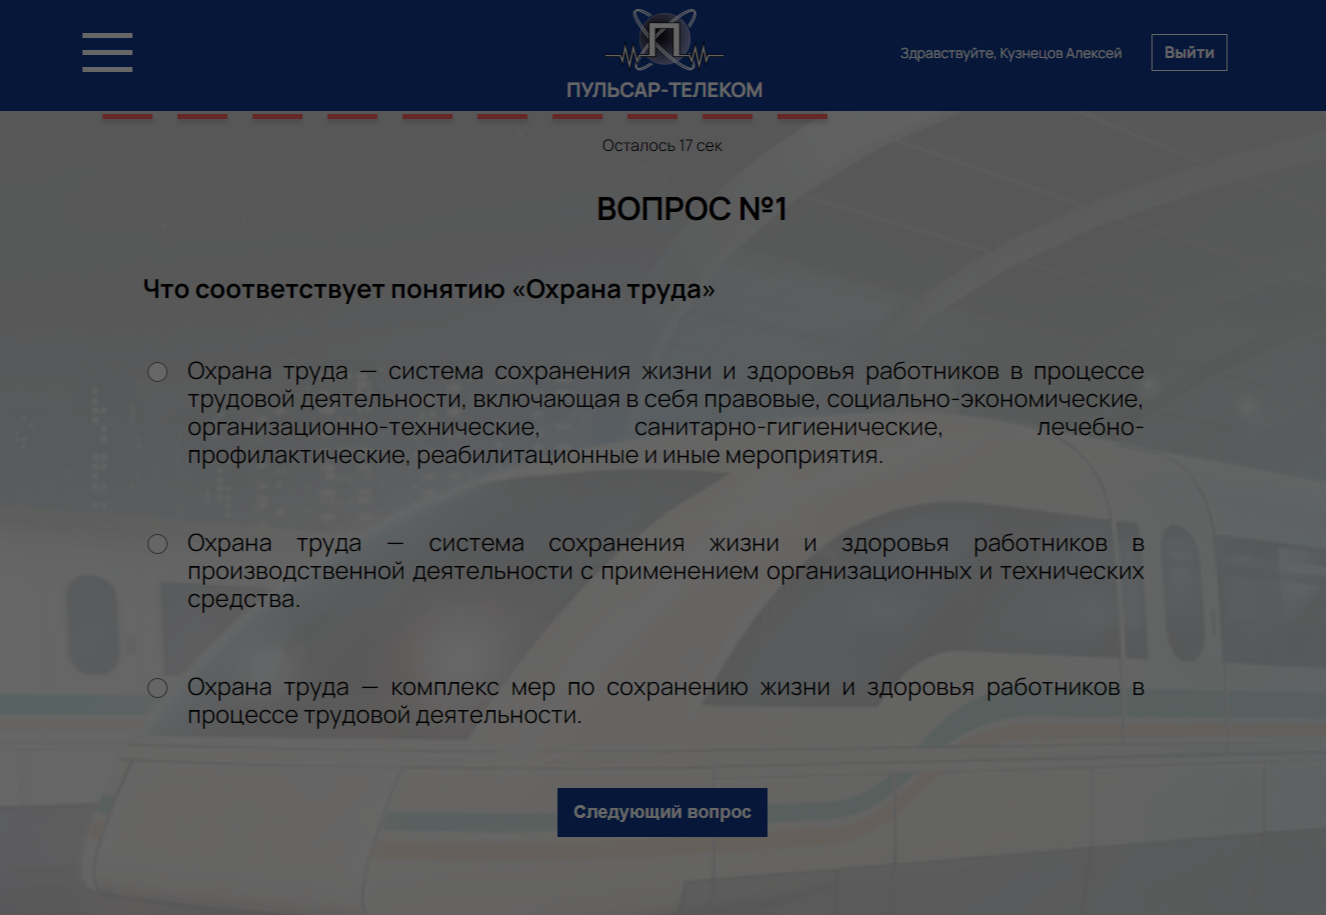 П
ПУЛЬСАР-ТЕЛЕКОМ
Здравствуйте, Кузнецов Алексей
Выйти
Осталось 17 сек
ВОПРОС №1
Что соответствует понятию «Охрана труда»
Охрана труда — система сохранения жизни и здоровья работников в процессе
трудовой деятельности, включающая в себя правовые, социально-экономические,
организационно-технические, санитарно-гигиенические, лечебно-
профилактические, реабилитационные и иные мероприятия.
Охрана труда — система сохранения жизни и здоровья работников в
производственной деятельности с применением организационных и технических
средства.
Охрана труда — комплекс мер по сохранению жизни и здоровья работников в
процессе трудовой деятельности.
Следующий вопрос